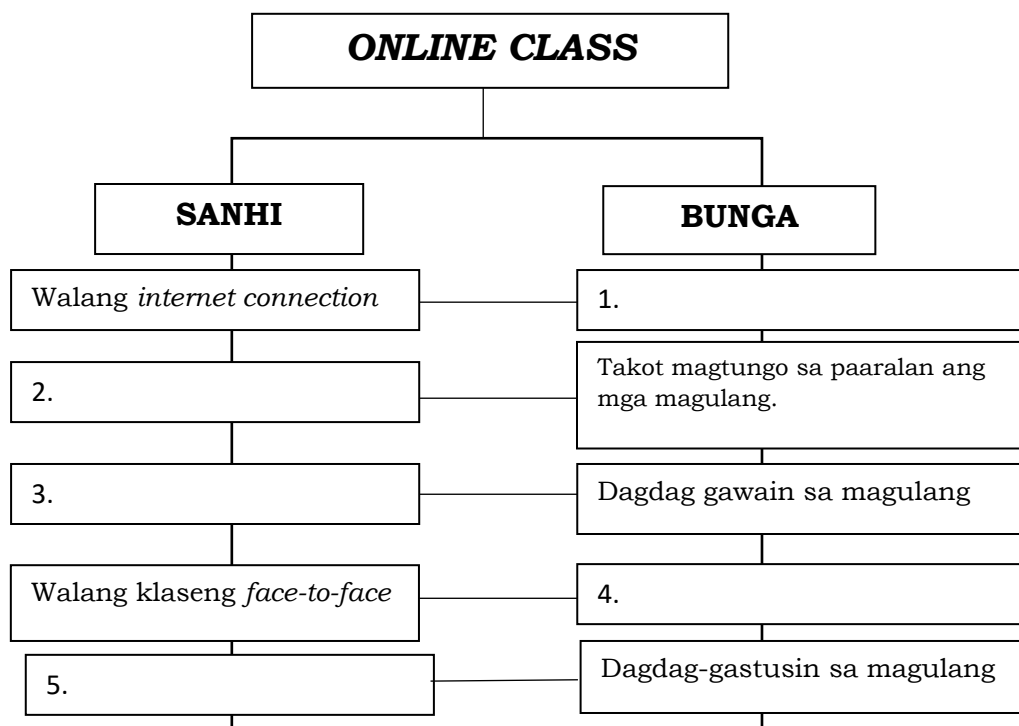 ONLINE CLASS
SANHI
BUNGA
Walang internet connection
1.
2.
Takot magtungo sa paaralan ang
mga magulang.
3.
Dagdag gawain sa magulang
Walang klaseng face-to-face
4.
5.
Dagdag-gastusin sa magulang